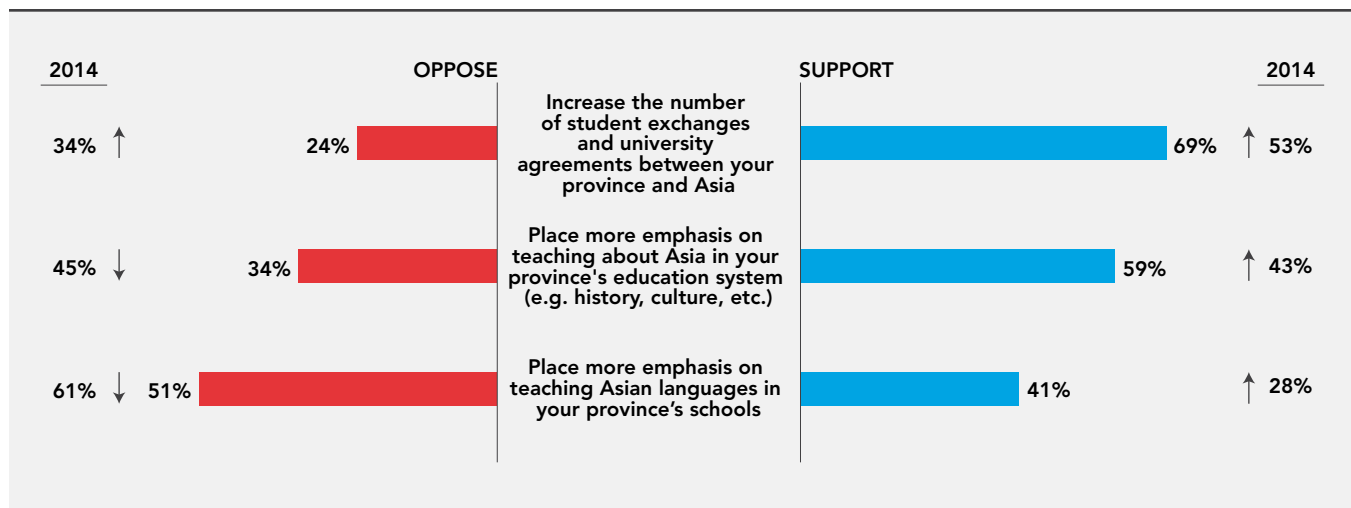 2014 OPPOSE SUPPORT 2014
Increase the number
of student exchanges
and university
agreements between your
province and Asia
34% ↑ 24% 69% ↑ 53%
Place more emphasis on
teaching about Asia in your
province's education system
(e.g. history, culture, etc.)
45% ↓ 34% 59% ↑ 43%
Place more emphasis on
teaching Asian languages in
your province’s schools
61% ↓ 51% 41% ↑ 28%